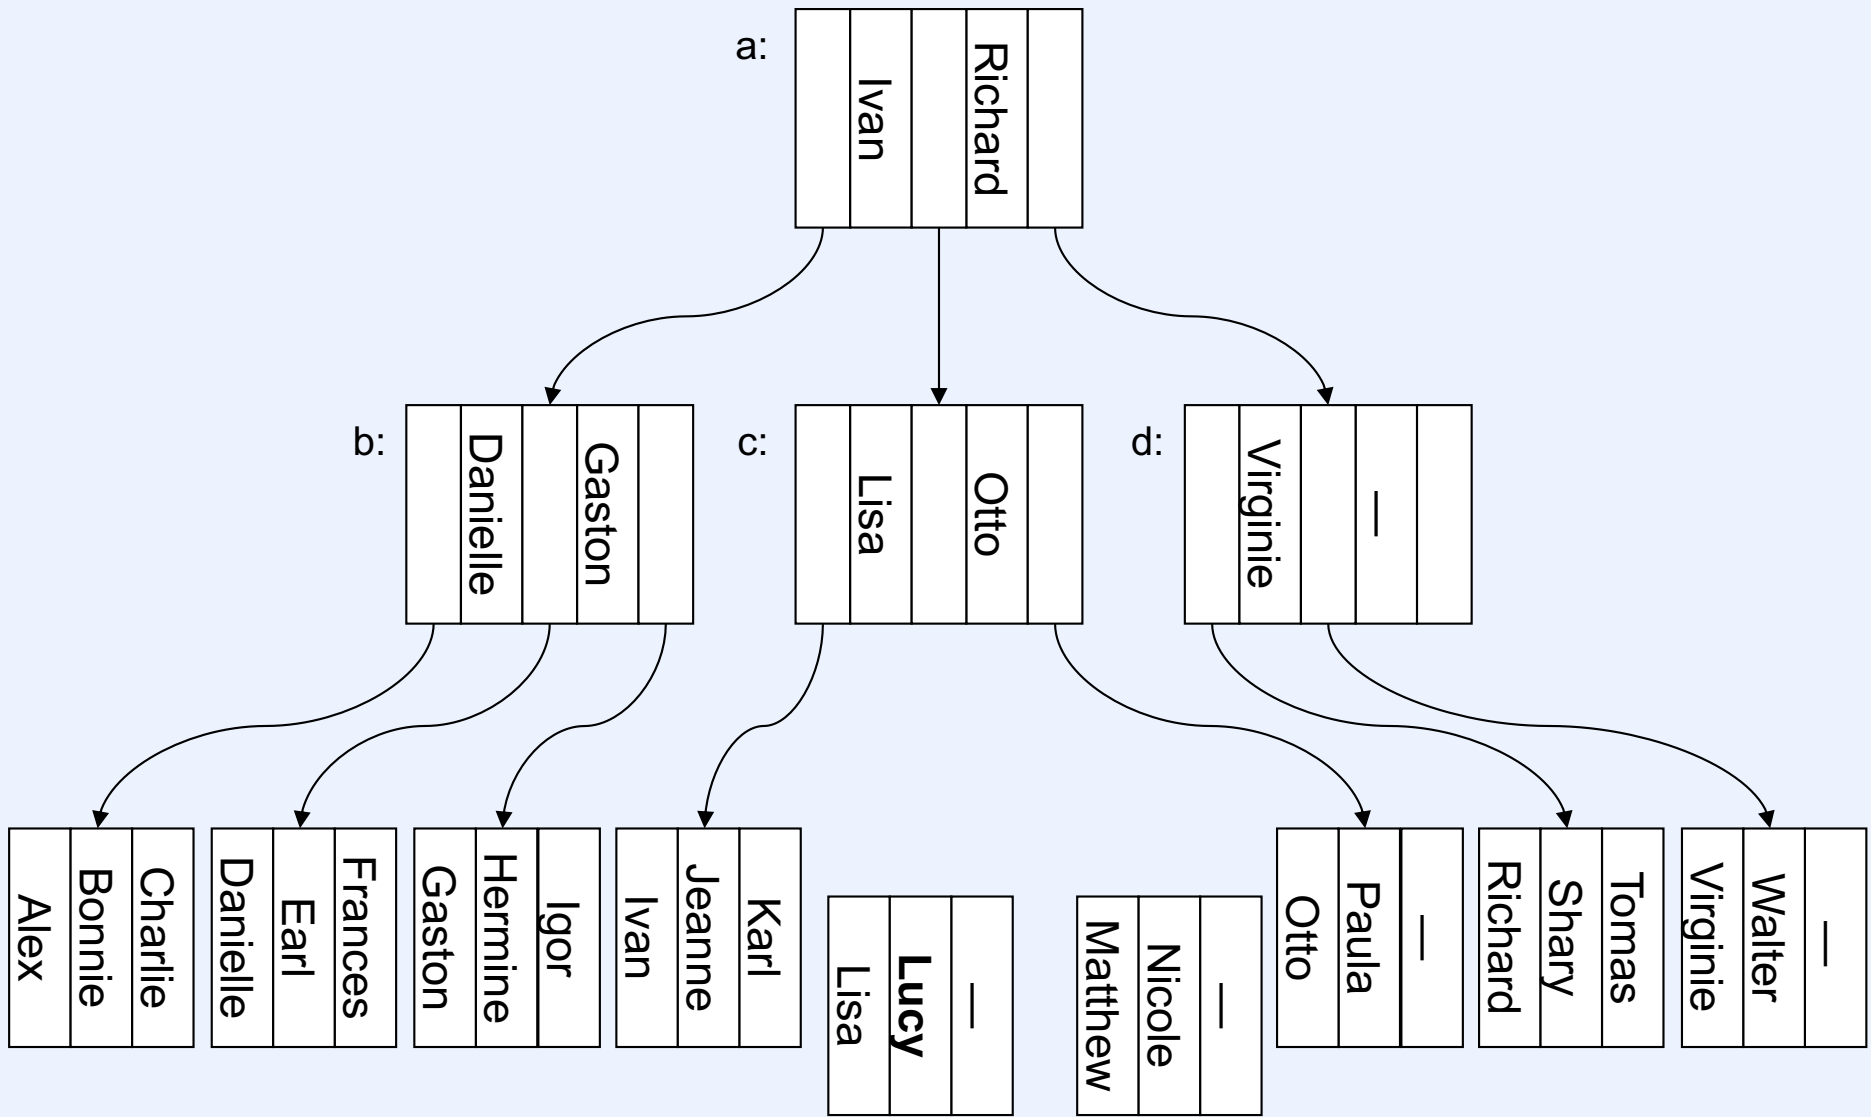 a:
Ivan
Richard
b:
Danielle
Gaston
c:
Lisa
Otto
d:
Virginie
—
Alex
Bonnie
Charlie
Danielle
Earl
Frances
Gaston
Hermine
Igor
Ivan
Jeanne
Karl
Lisa
Lucy
—
Matthew
Nicole
—
Otto
Paula
—
Richard
Shary
Tomas
Virginie
Walter
—